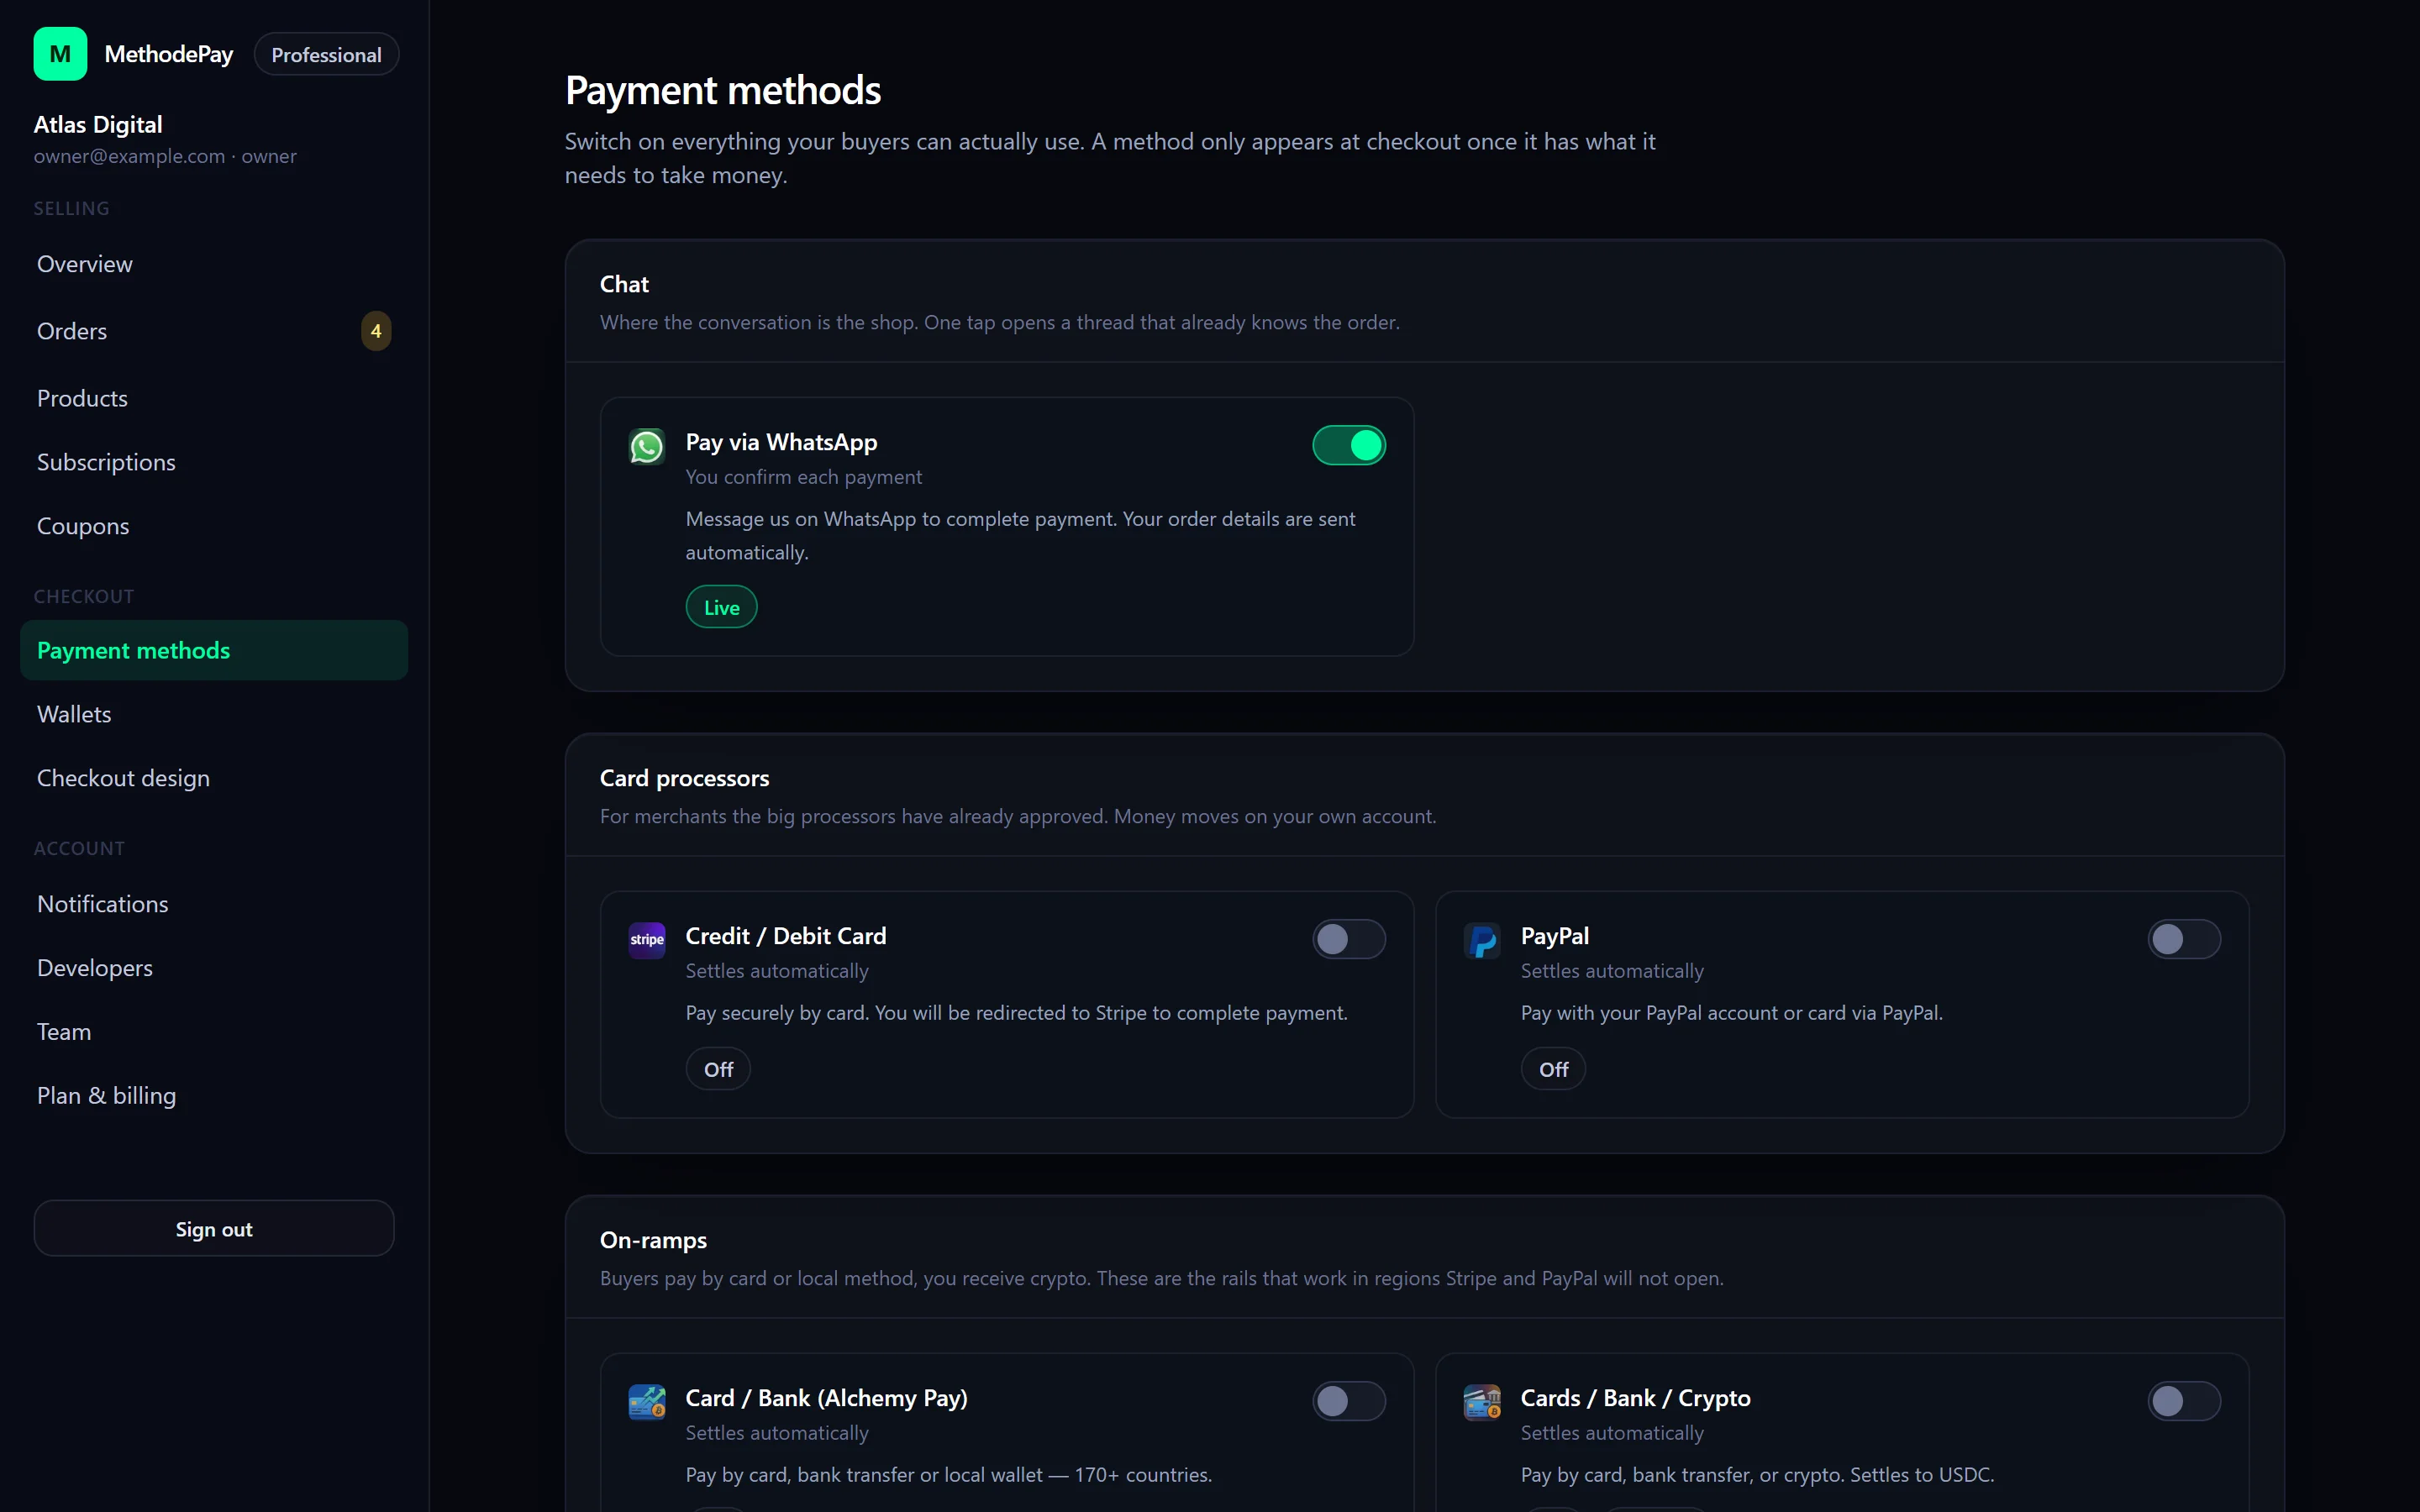 M
MethodePay
Professional
Atlas Digital
owner@example.com · owner
SELLING
Overview
Orders
4
Products
Subscriptions
Coupons
CHECKOUT
Payment methods
Wallets
Checkout design
ACCOUNT
Notifications
Developers
Team
Plan & billing
Sign out
Payment methods
Switch on everything your buyers can actually use. A method only appears at checkout once it has what it
needs to take money.
Chat
Where the conversation is the shop. One tap opens a thread that already knows the order.
Pay via WhatsApp
You confirm each payment
Message us on WhatsApp to complete payment. Your order details are sent
automatically.
Live
Card processors
For merchants the big processors have already approved. Money moves on your own account.
stripe
Credit / Debit Card
Settles automatically
Pay securely by card. You will be redirected to Stripe to complete payment.
Off
PayPal
Settles automatically
Pay with your PayPal account or card via PayPal.
Off
On-ramps
Buyers pay by card or local method, you receive crypto. These are the rails that work in regions Stripe and PayPal will not open.
Card / Bank (Alchemy Pay)
Settles automatically
Pay by card, bank transfer or local wallet — 170+ countries.
Cards / Bank / Crypto
Settles automatically
Pay by card, bank transfer, or crypto. Settles to USDC.